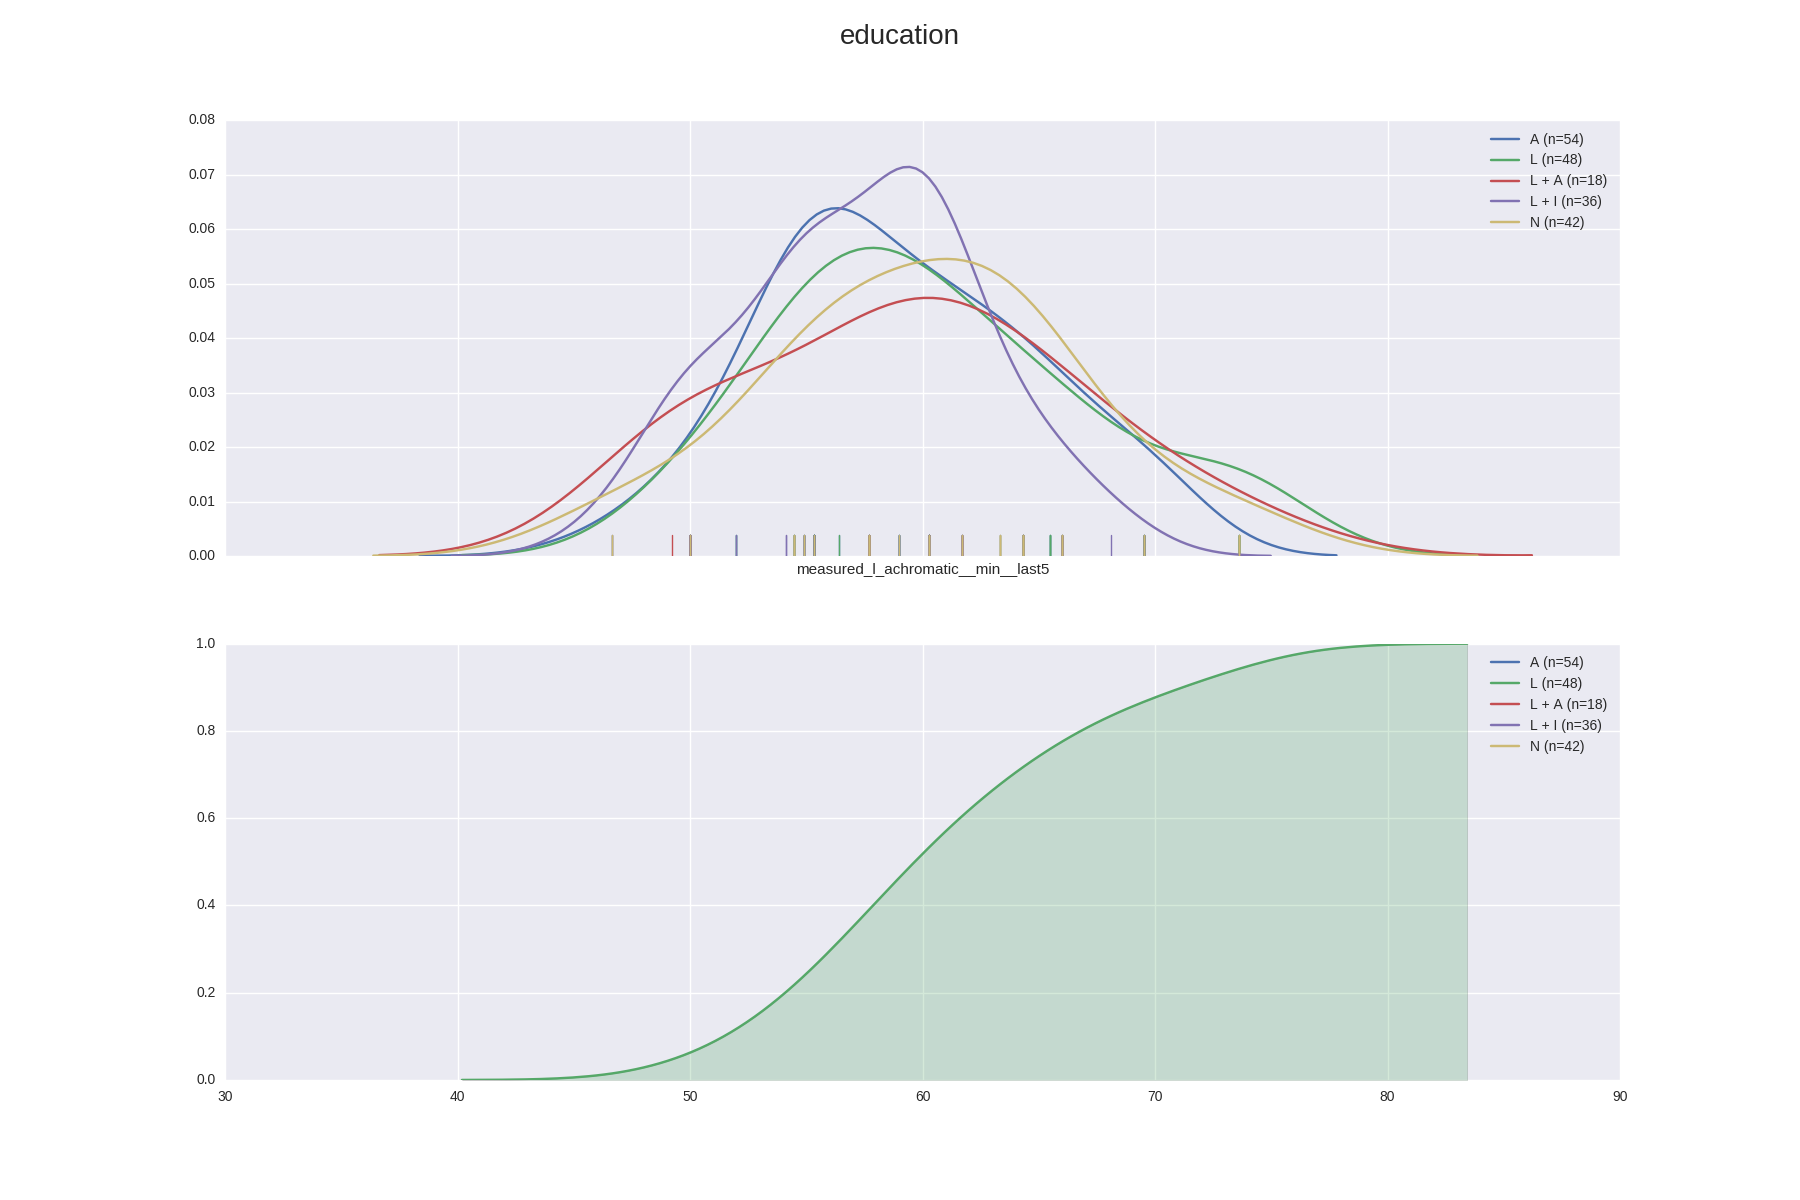 education
0.08
0.07
0.06
0.05
0.04
0.03
0.02
0.01
0.00
A (n=54)
L (n=48)
L + A (n=18)
L + I (n=36)
N (n=42)
measured_l_achromatic__min__last5
1.0
0.8
0.6
0.4
0.2
0.0
A (n=54)
L (n=48)
L + A (n=18)
L + I (n=36)
N (n=42)
30 40 50 60 70 80 90